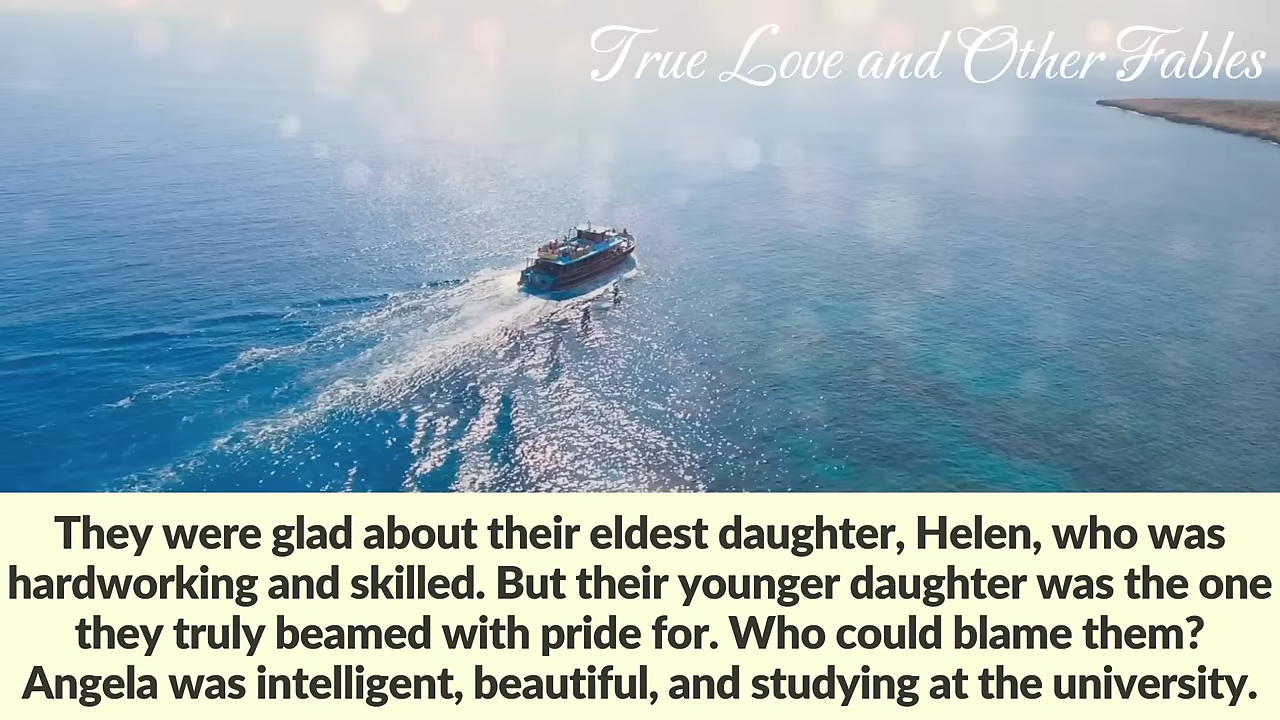 True Love and Other Fables
They were glad about their eldest daughter, Helen, who was
hardworking and skilled. But their younger daughter was the one
they truly beamed with pride for. Who could blame them?
Angela was intelligent, beautiful, and studying at the university.